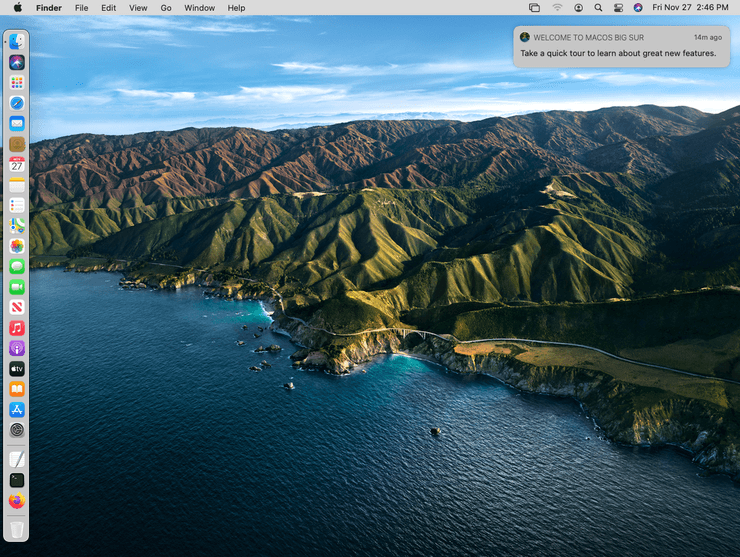 Finder File Edit View Go Window Help Fri Nov 27 2:46 PM
WELCOME TO MACOS BIG SUR 14m ago
Take a quick tour to learn about great new features.
27
tv